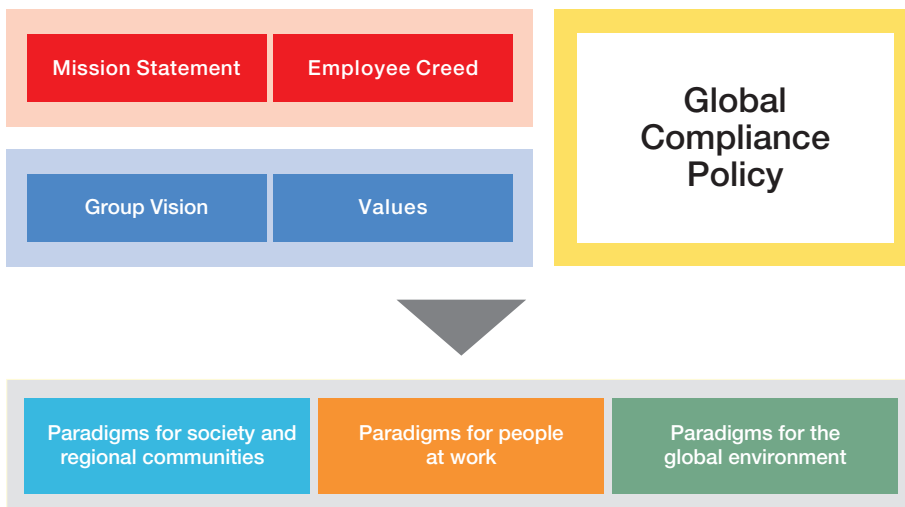 Mission Statement
Employee Creed
Global
Compliance
Policy
Group Vision
Values
Paradigms for society and
regional communities
Paradigms for people
at work
Paradigms for the
global environment